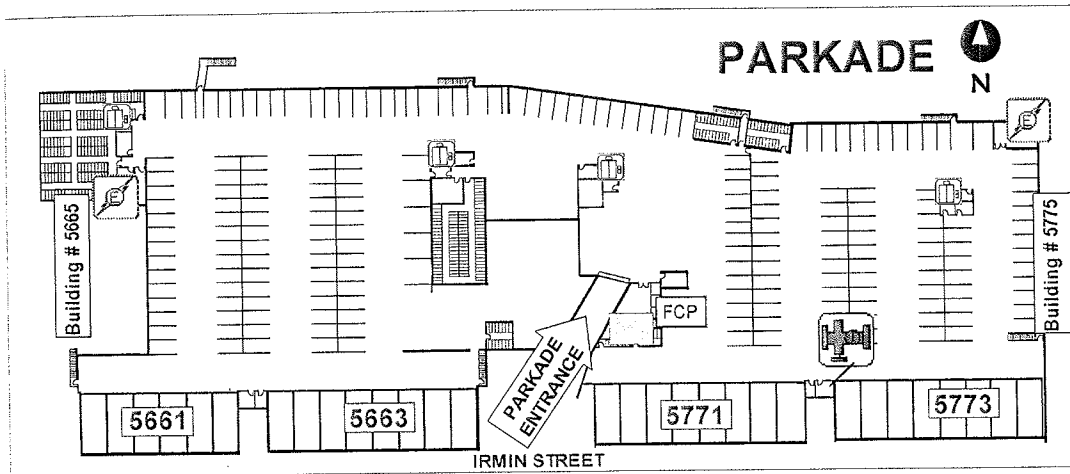 PARKADE
N
E
E
Building # 5665
Building # 5775
FCP
PARKADE
ENTRANCE
5661
5663
5771
5773
IRMIN STREET